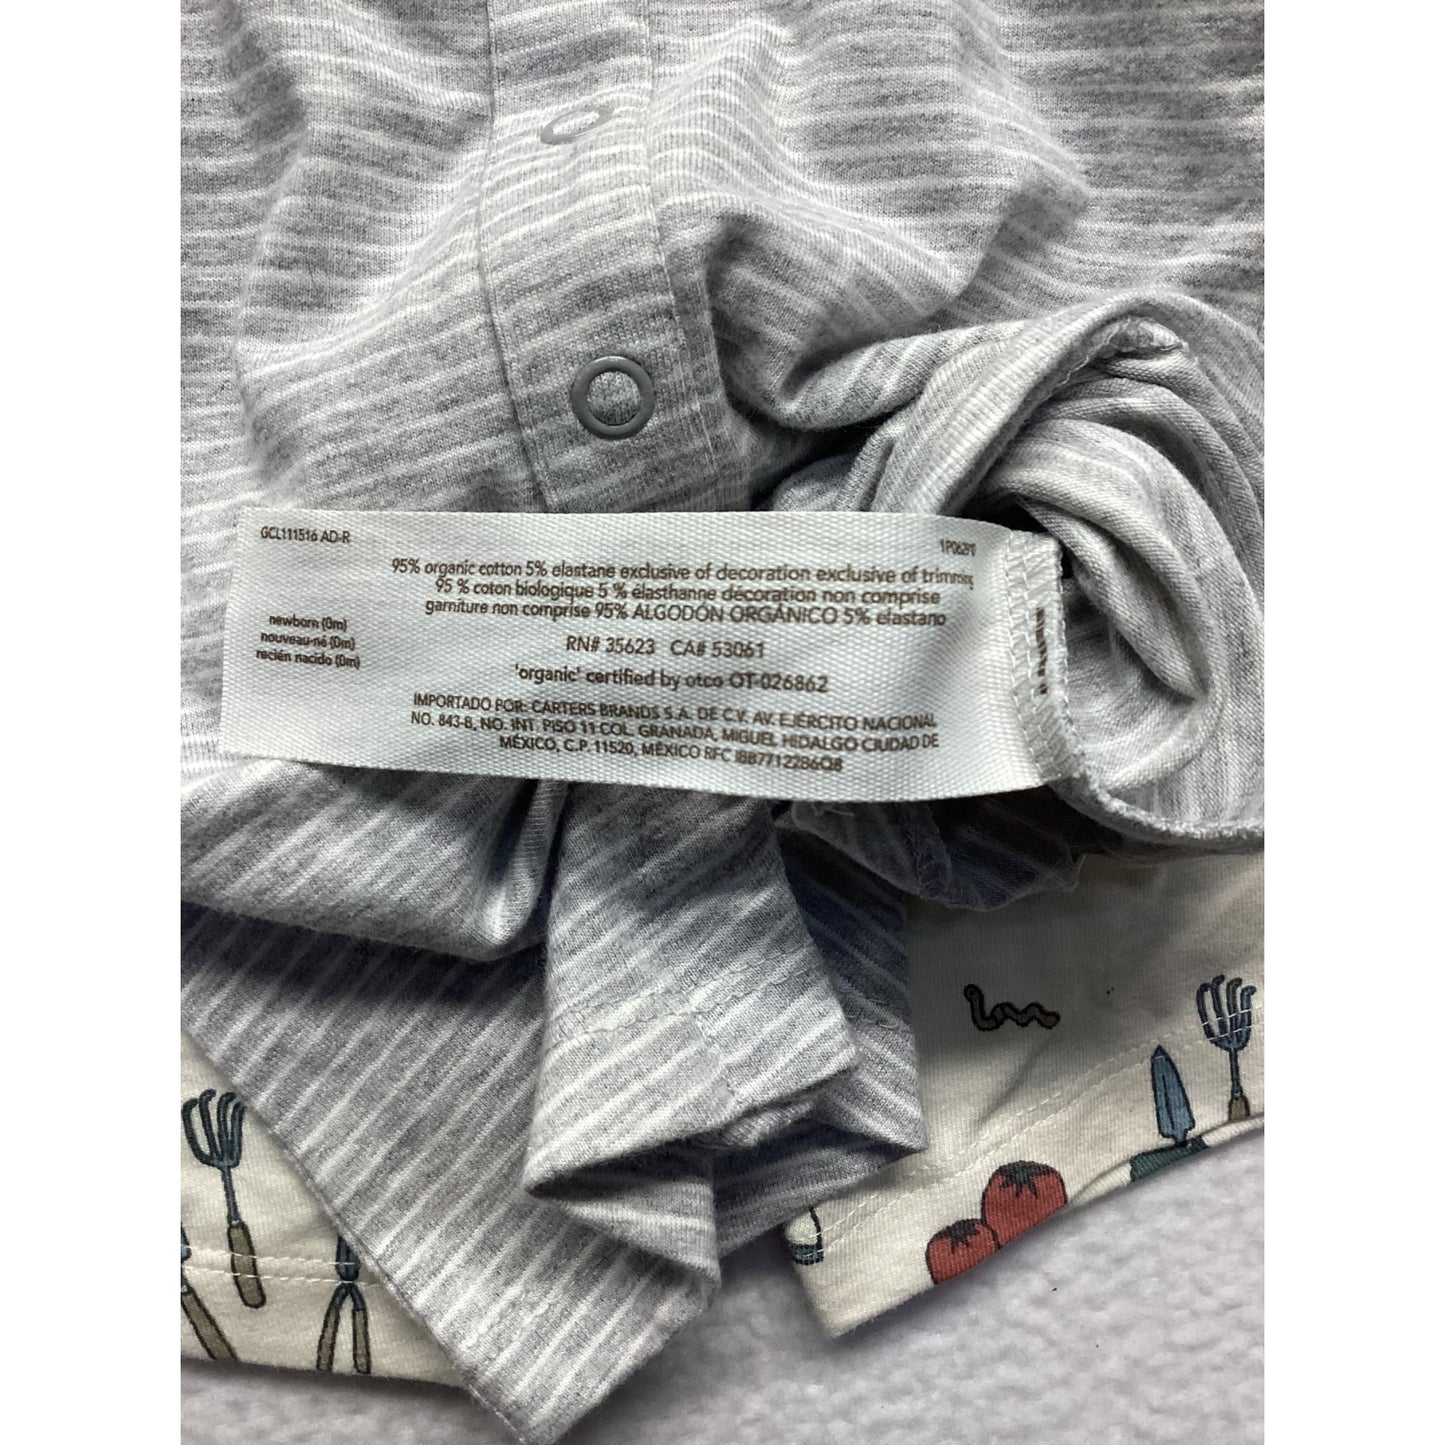 GCL111516 AD-R
95% organic cotton 5% elastane exclusive of decoration exclusive of trimming
95 % coton biologique 5 % élasthanne décoration non comprise
garniture non comprise 95% ALGODÓN ORGÁNICO 5% elastano
newborn (0m)
nouveau-né (0m)
recién nacido (0m)
RN# 35623 CA# 53061
'organic' certified by otco OT-026862
IMPORTADO POR: CARTERS BRANDS S.A. DE C.V. AV. EJÉRCITO NACIONAL
NO. 843-B, NO. INT. PISO 11 COL. GRANADA, MIGUEL HIDALGO CIUDAD DE
MÉXICO, C.P. 11520, MÉXICO RFC IBB7712286Q8